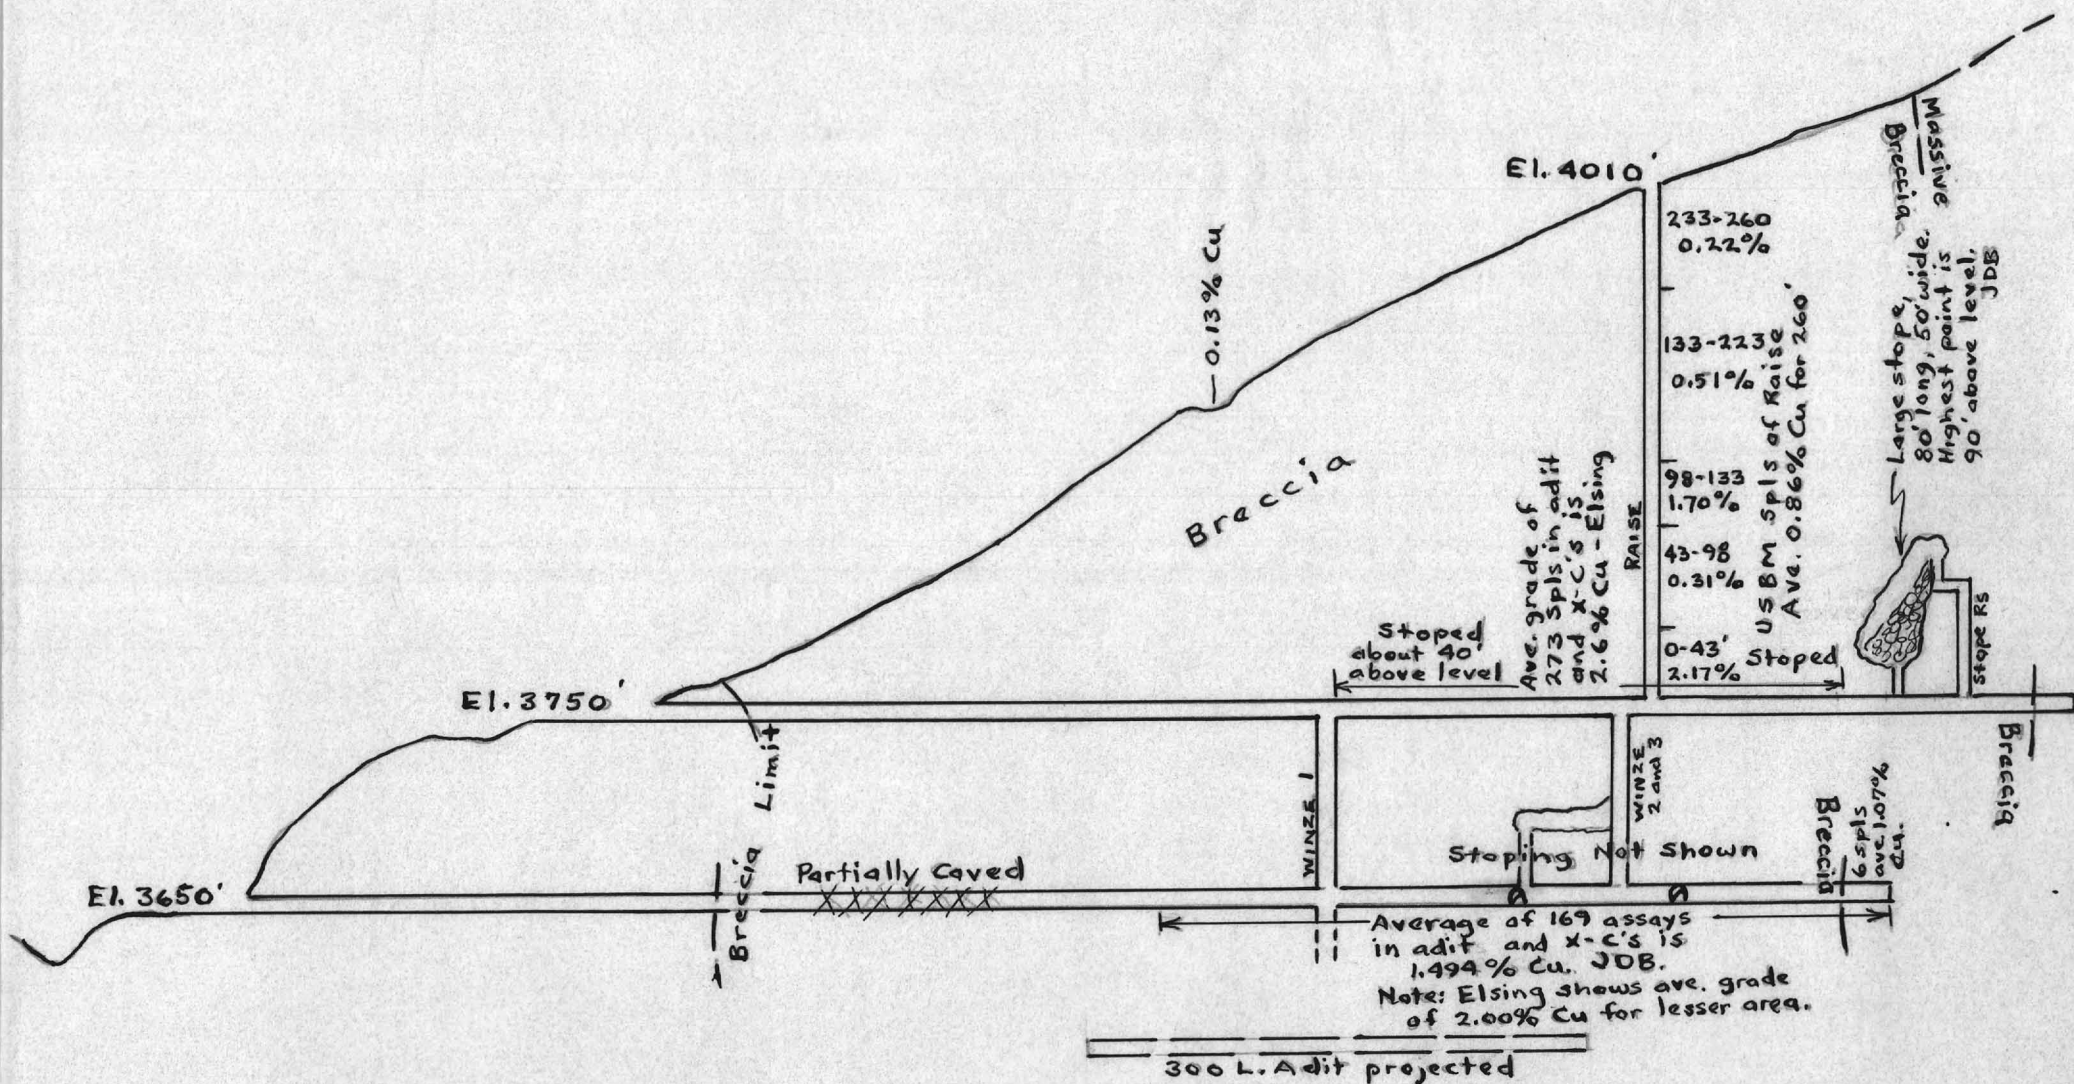 El. 4010'
233-260
0.22%
133-223
0.51%
98-133
1.70%
43-98
0.31%
0-43'
2.17%
RAISE
USBM Spls of Raise
Ave. 0.86% Cu for 260'
Massive
Breccia
Large stope,
80' long, 50' wide.
Highest point is
90' above level.
JDB
0.13% Cu
Breccia
Ave. grade of
273 Spls in adit
and X-C's is
2.6% Cu - Elsing
Stoped
about 40'
above level
Stoped
Stope Rs
El. 3750'
Limit
Breccia
WINZE 1
WINZE
2 and 3
Stoping Not Shown
Breccia
Breccia
6 spls
ave. 1.07%
Cu.
Partially Caved
El. 3650'
Average of 169 assays
in adit and X-C's is
1.494% Cu. JDB.
Note: Elsing shows ave. grade
of 2.00% Cu for lesser area.
300 L. Adit projected